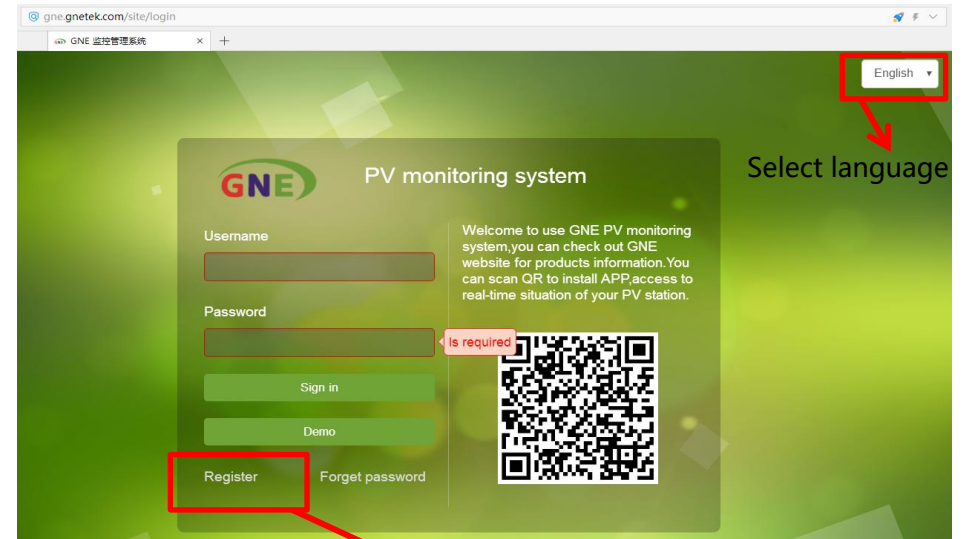 gne.gnetek.com/site/login
GNE 监控管理系统
English
Select language
GNE
PV monitoring system
Username
Password
Is required
Sign in
Demo
Register
Forget password
Welcome to use GNE PV monitoring
system,you can check out GNE
website for products information.You
can scan QR to install APP,access to
real-time situation of your PV station.